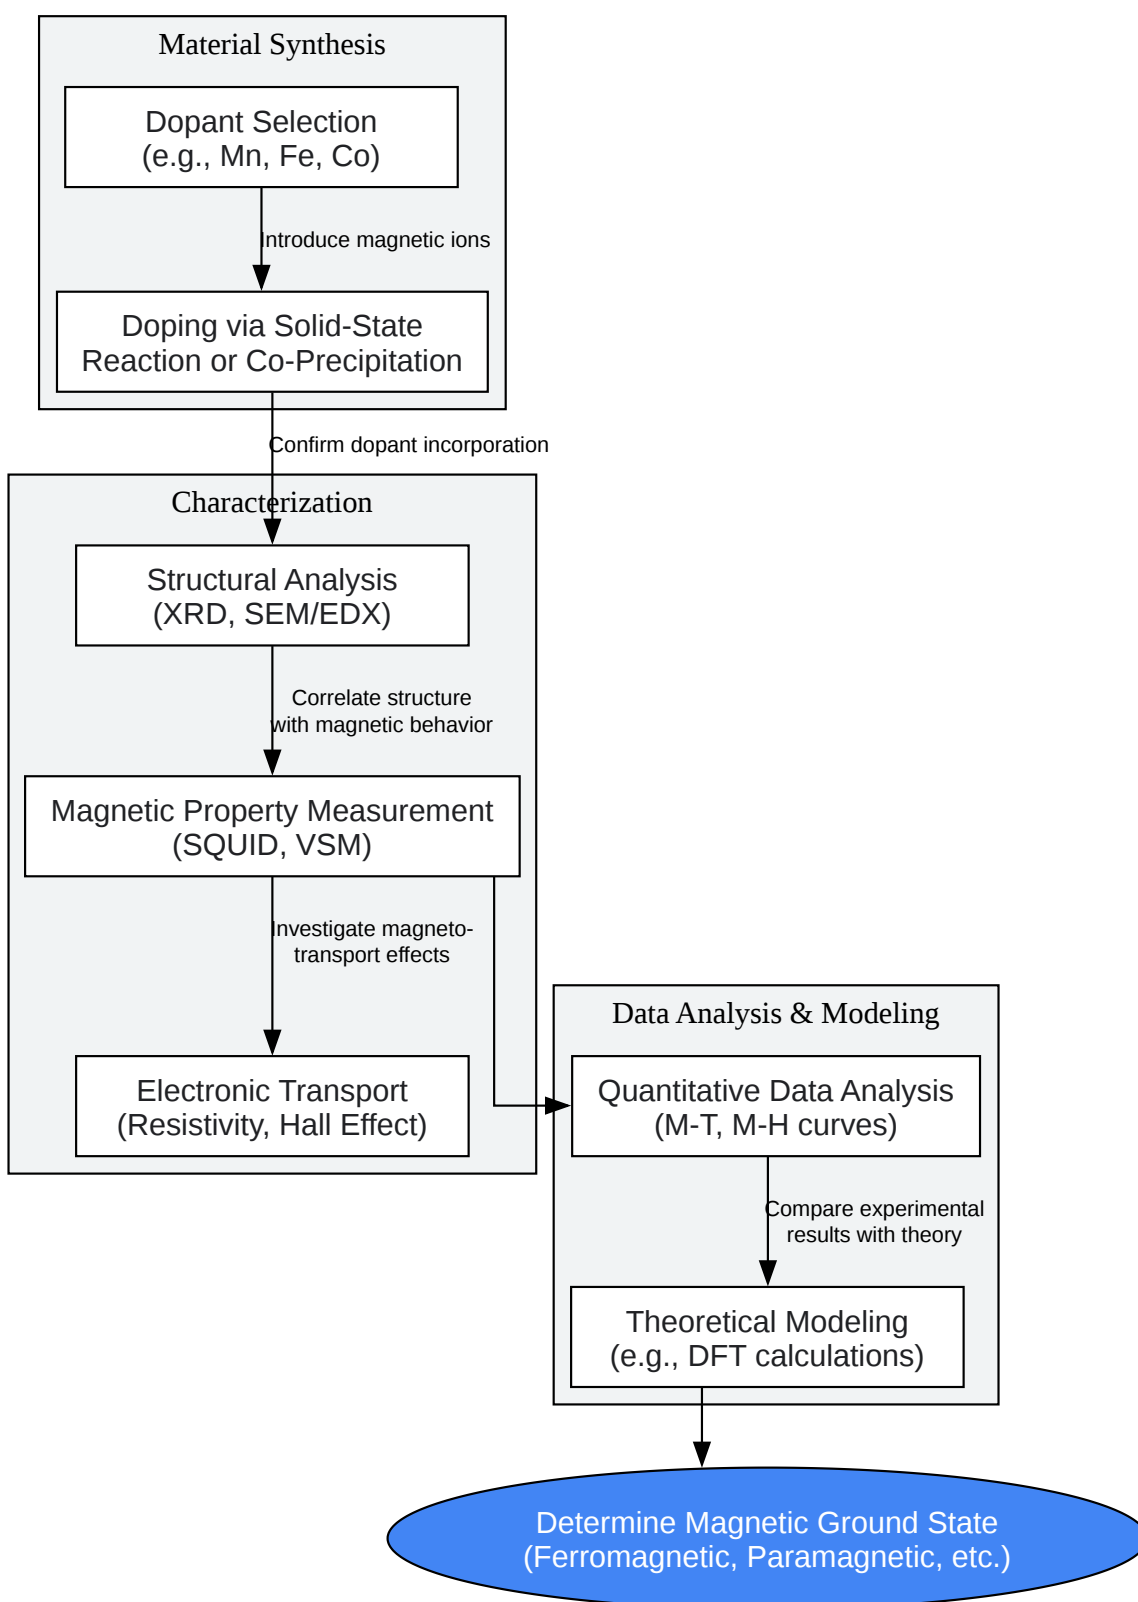 Material Synthesis
Dopant Selection
(e.g., Mn, Fe, Co)
Introduce magnetic ions
Doping via Solid-State
Reaction or Co-Precipitation
Confirm dopant incorporation
Characterization
Structural Analysis
(XRD, SEM/EDX)
Correlate structure
with magnetic behavior
Magnetic Property Measurement
(SQUID, VSM)
Investigate magneto-
transport effects
Electronic Transport
(Resistivity, Hall Effect)
Data Analysis & Modeling
Quantitative Data Analysis
(M-T, M-H curves)
Compare experimental
results with theory
Theoretical Modeling
(e.g., DFT calculations)
Determine Magnetic Ground State
(Ferromagnetic, Paramagnetic, etc.)